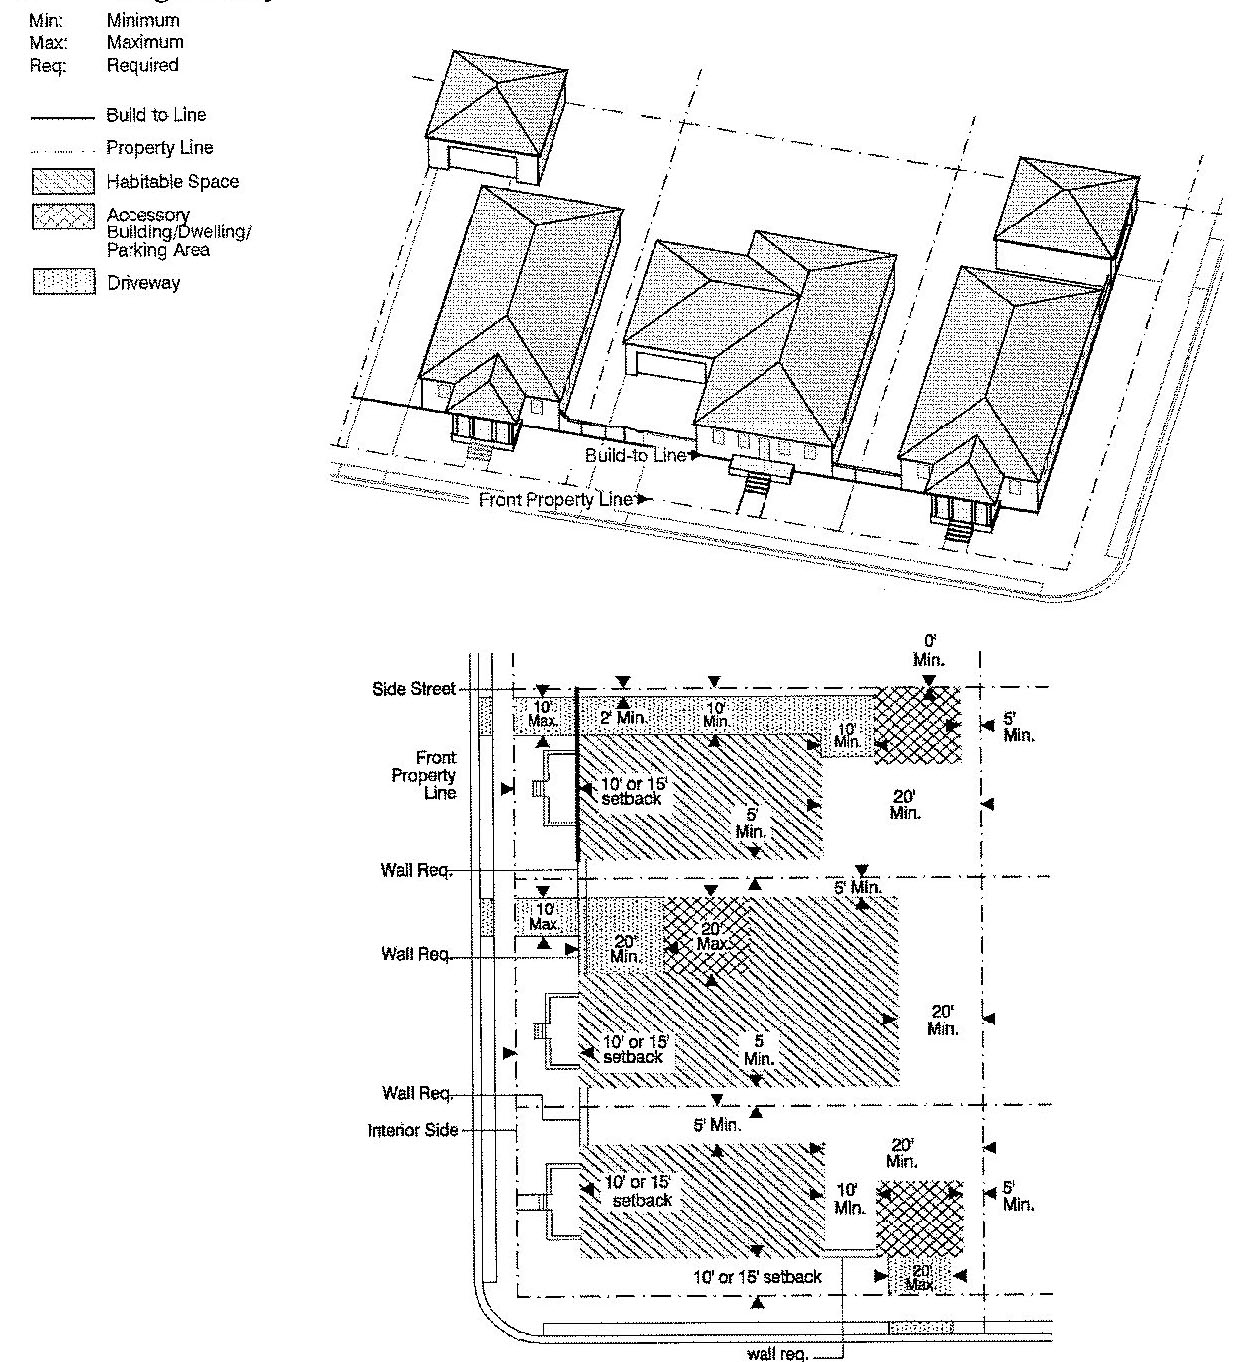 Min: Minimum
Max: Maximum
Req: Required
Build to Line
Property Line
Habitable Space
Accessory
Building/Dwelling/
Parking Area
Driveway
Build-to Line
Front Property Line
0'
Min.
Side Street
10'
Max.
2' Min.
10'
Min.
10'
Min.
5'
Min.
Front
Property
Line
10' or 15'
setback
20'
Min.
5'
Min.
Wall Req.
5' Min.
10'
Max.
Wall Req.
20'
Min.
20'
Max.
20'
Min.
10' or 15'
setback
5
Min.
Wall Req.
Interior Side
5' Min.
20'
Min.
10' or 15'
setback
10'
Min.
5'
Min.
10' or 15' setback
20'
Max.
wall req.